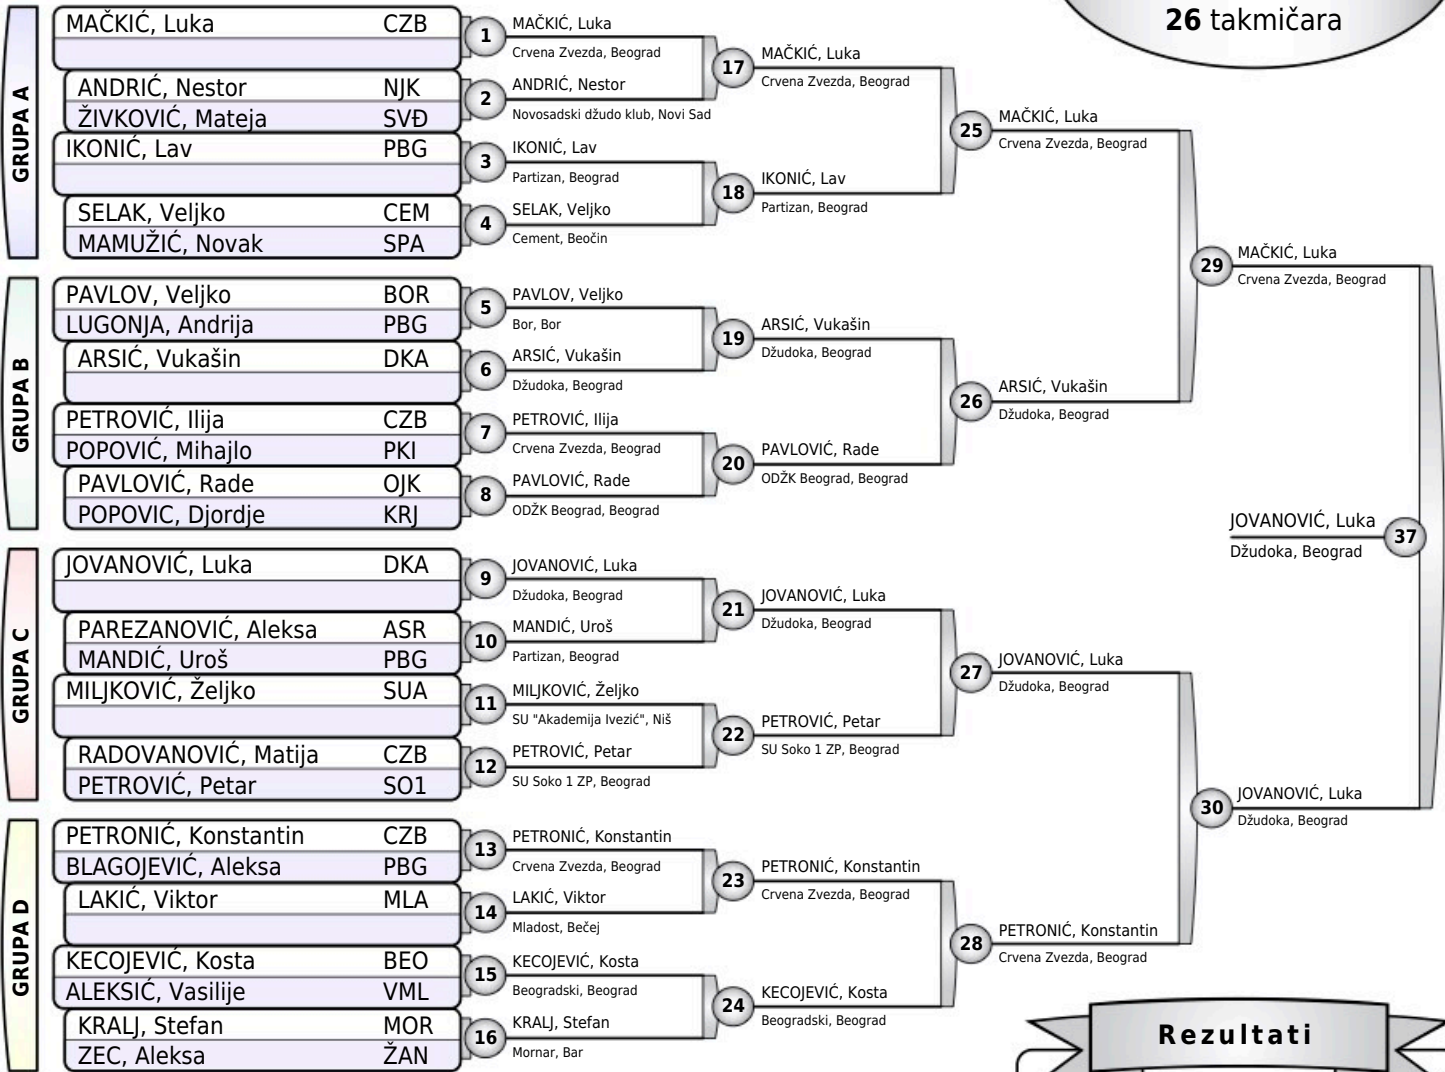 26 takmičara
GRUPA A
MAČKIĆ, Luka CZB
ANDRIĆ, Nestor NJK
ŽIVKOVIĆ, Mateja SVĐ
IKONIĆ, Lav PBG
SELAK, Veljko CEM
MAMUŽIĆ, Novak SPA
GRUPA B
PAVLOV, Veljko BOR
LUGONJA, Andrija PBG
ARSIĆ, Vukašin DKA
PETROVIĆ, Ilija CZB
POPOVIĆ, Mihajlo PKI
PAVLOVIĆ, Rade OJK
POPOVIC, Djordje KRJ
GRUPA C
JOVANOVIĆ, Luka DKA
PAREZANOVIĆ, Aleksa ASR
MANDIĆ, Uroš PBG
MILJKOVIĆ, Željko SUA
RADOVANOVIĆ, Matija CZB
PETROVIĆ, Petar SO1
GRUPA D
PETRONIĆ, Konstantin CZB
BLAGOJEVIĆ, Aleksa PBG
LAKIĆ, Viktor MLA
KECOJEVIĆ, Kosta BEO
ALEKSIĆ, Vasilije VML
KRALJ, Stefan MOR
ZEC, Aleksa ŽAN
1 MAČKIĆ, Luka
Crvena Zvezda, Beograd
2 ANDRIĆ, Nestor
Novosadski džudo klub, Novi Sad
3 IKONIĆ, Lav
Partizan, Beograd
4 SELAK, Veljko
Cement, Beočin
5 PAVLOV, Veljko
Bor, Bor
6 ARSIĆ, Vukašin
Džudoka, Beograd
7 PETROVIĆ, Ilija
Crvena Zvezda, Beograd
8 PAVLOVIĆ, Rade
ODŽK Beograd, Beograd
9 JOVANOVIĆ, Luka
Džudoka, Beograd
10 MANDIĆ, Uroš
Partizan, Beograd
11 MILJKOVIĆ, Željko
SU "Akademija Ivezić", Niš
12 PETROVIĆ, Petar
SU Soko 1 ZP, Beograd
13 PETRONIĆ, Konstantin
Crvena Zvezda, Beograd
14 LAKIĆ, Viktor
Mladost, Bečej
15 KECOJEVIĆ, Kosta
Beogradski, Beograd
16 KRALJ, Stefan
Mornar, Bar
17 MAČKIĆ, Luka
Crvena Zvezda, Beograd
18 IKONIĆ, Lav
Partizan, Beograd
19 ARSIĆ, Vukašin
Džudoka, Beograd
20 PAVLOVIĆ, Rade
ODŽK Beograd, Beograd
21 JOVANOVIĆ, Luka
Džudoka, Beograd
22 PETROVIĆ, Petar
SU Soko 1 ZP, Beograd
23 PETRONIĆ, Konstantin
Crvena Zvezda, Beograd
24 KECOJEVIĆ, Kosta
Beogradski, Beograd
25 MAČKIĆ, Luka
Crvena Zvezda, Beograd
26 ARSIĆ, Vukašin
Džudoka, Beograd
27 JOVANOVIĆ, Luka
Džudoka, Beograd
28 PETRONIĆ, Konstantin
Crvena Zvezda, Beograd
29 MAČKIĆ, Luka
Crvena Zvezda, Beograd
30 JOVANOVIĆ, Luka
Džudoka, Beograd
JOVANOVIĆ, Luka 37
Džudoka, Beograd
Rezultati